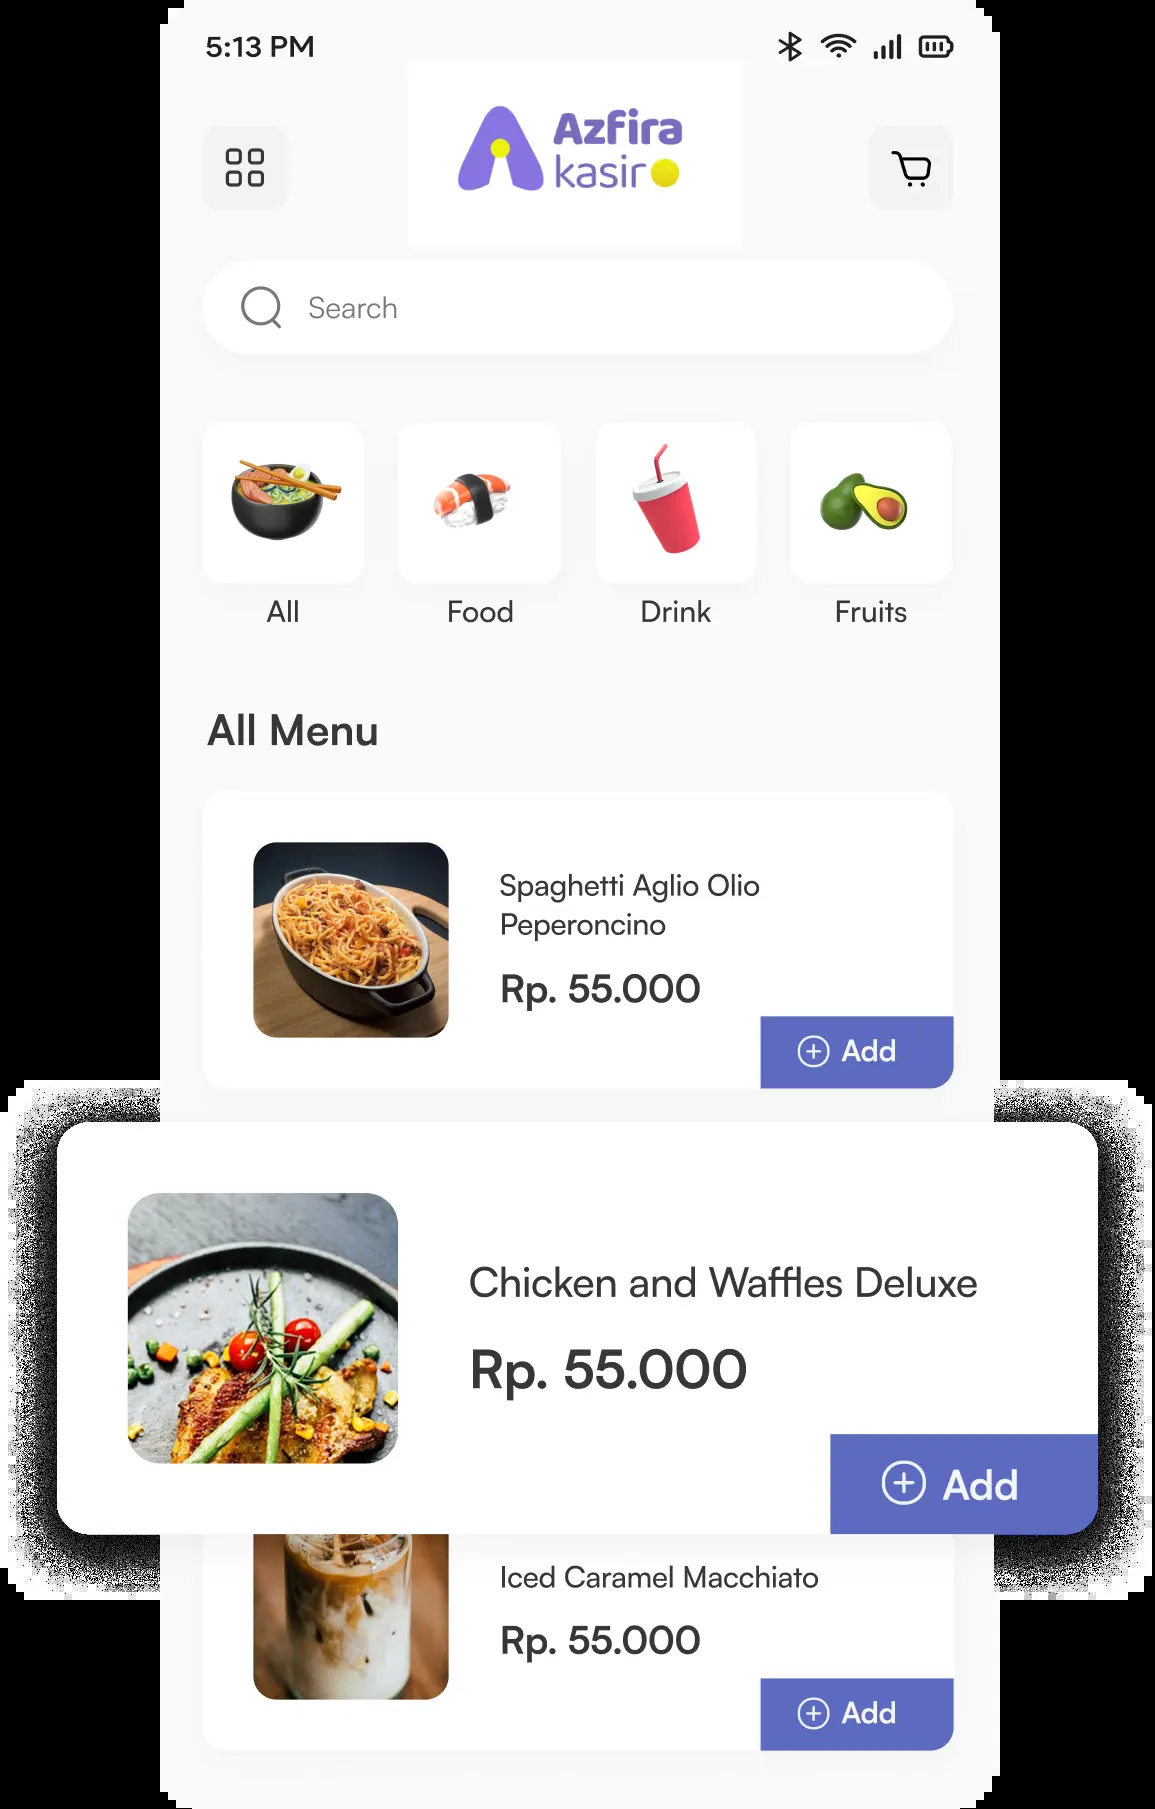 5:13 PM
Azfira
kasir
Search
All
Food
Drink
Fruits
All Menu
Spaghetti Aglio Olio
Peperoncino
Rp. 55.000
Add
Chicken and Waffles Deluxe
Rp. 55.000
Add
Iced Caramel Macchiato
Rp. 55.000
Add